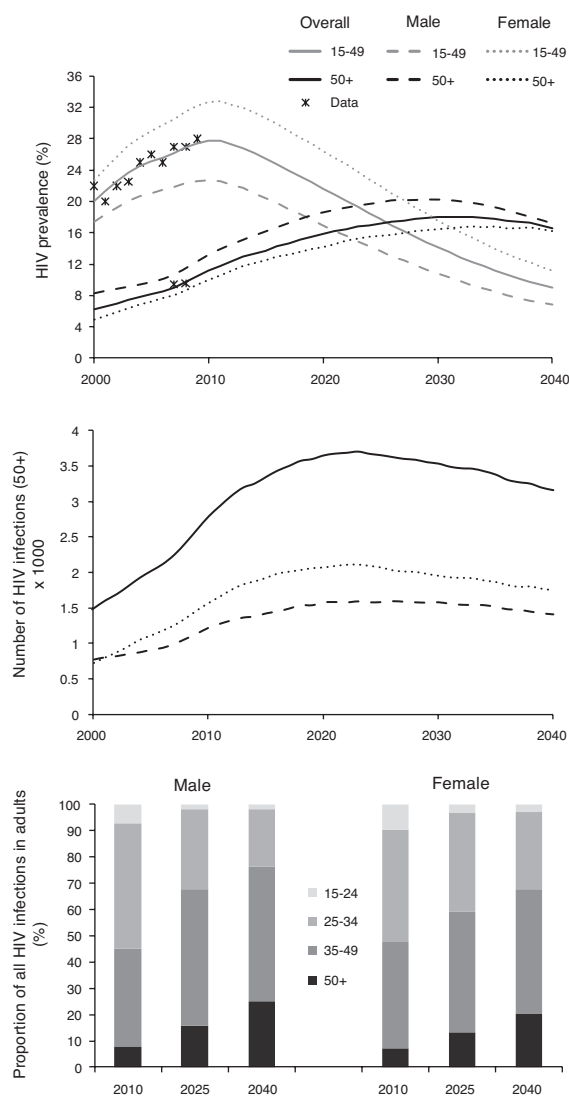 Overall Male Female
15-49 15-49 15-49
50+ 50+ 50+
Data
HIV prevalence (%)
36
32
28
24
20
16
12
8
4
0
2000 2010 2020 2030 2040
Number of HIV infections (50+)
x 1000
4
3.5
3
2.5
2
1.5
1
0.5
0
2000 2010 2020 2030 2040
Male Female
Proportion of all HIV infections in adults
(%)
100
90
80
70
60
50
40
30
20
10
0
15-24
25-34
35-49
50+
2010 2025 2040 2010 2025 2040